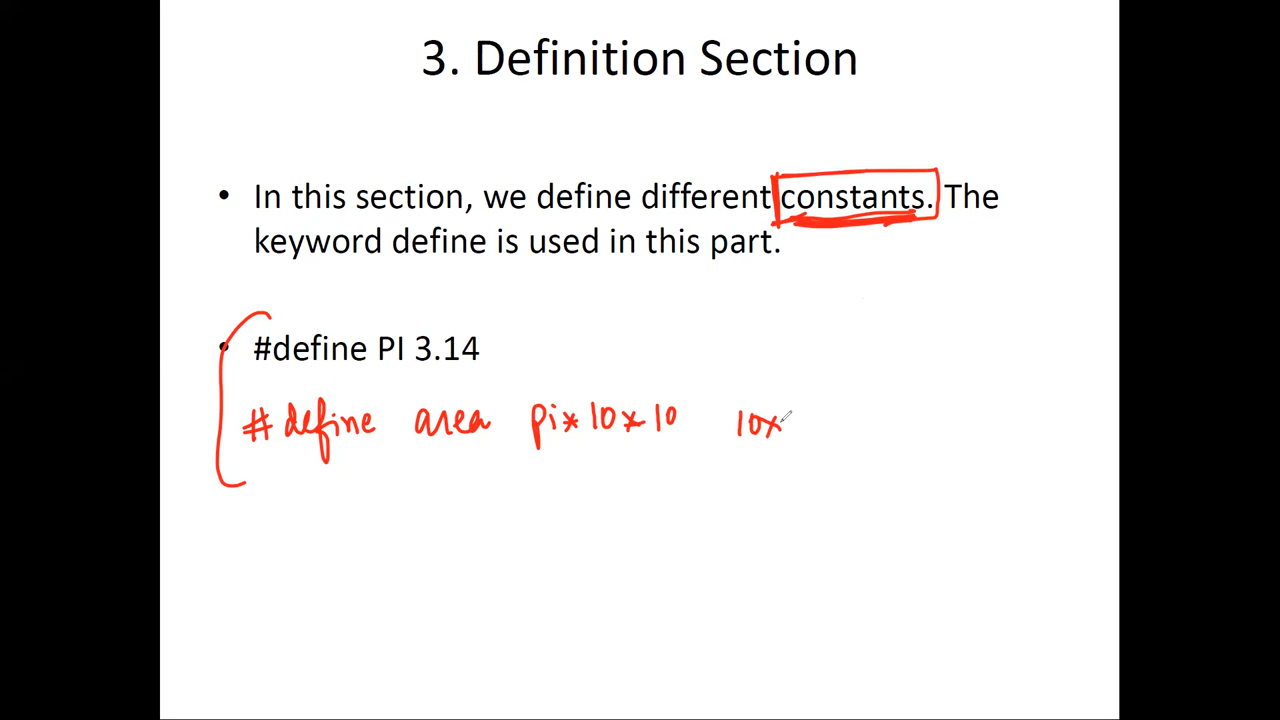 3. Definition Section
• In this section, we define different constants. The
keyword define is used in this part.
• #define PI 3.14
# define area pi*10*10 10x